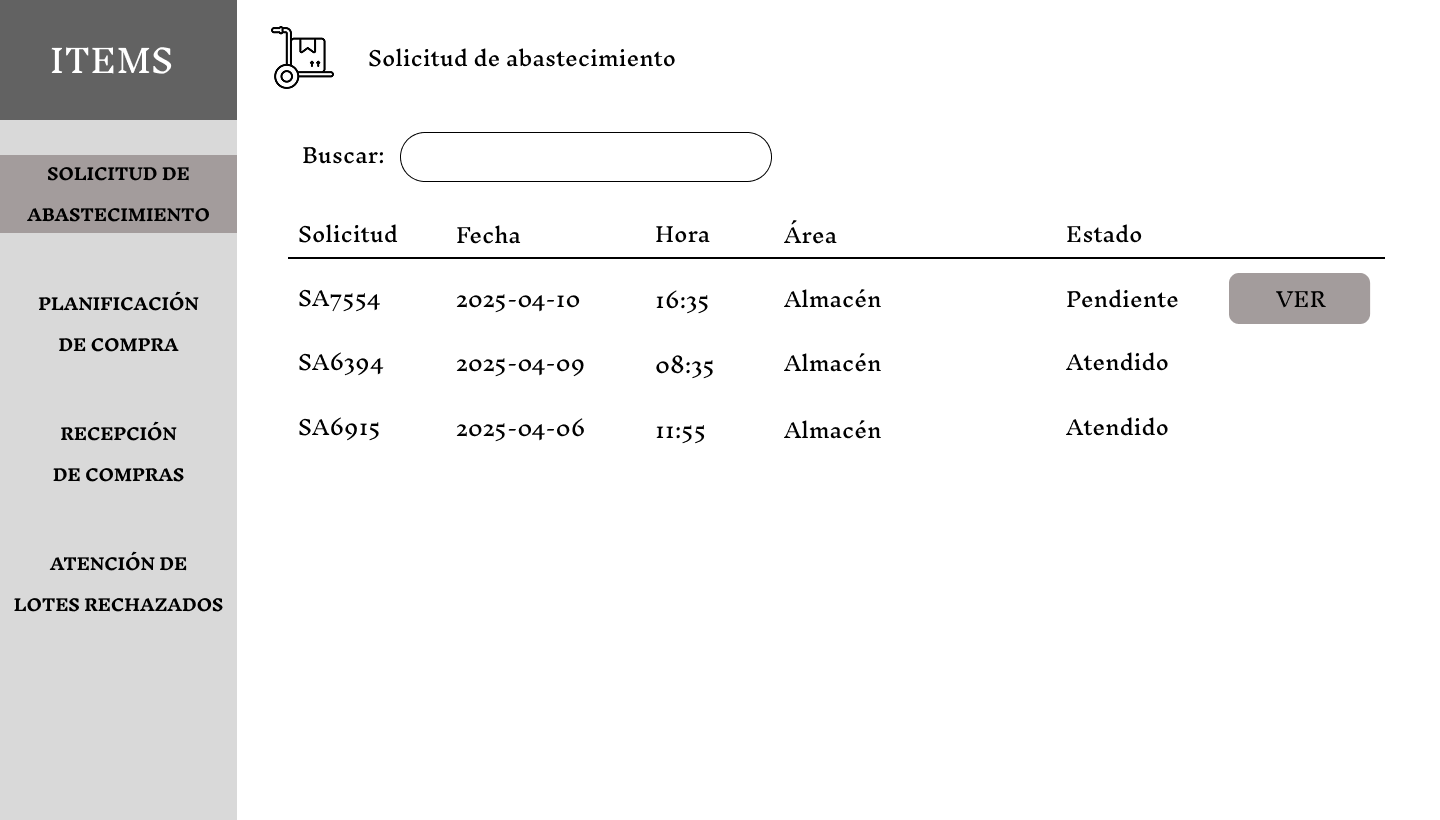 ITEMS
SOLICITUD DE
ABASTECIMIENTO
PLANIFICACIÓN
DE COMPRA
RECEPCIÓN
DE COMPRAS
ATENCIÓN DE
LOTES RECHAZADOS
Solicitud de abastecimiento
Buscar:
Solicitud Fecha Hora Área Estado
SA7554 2025-04-10 16:35 Almacén Pendiente VER
SA6394 2025-04-09 08:35 Almacén Atendido
SA6915 2025-04-06 11:55 Almacén Atendido